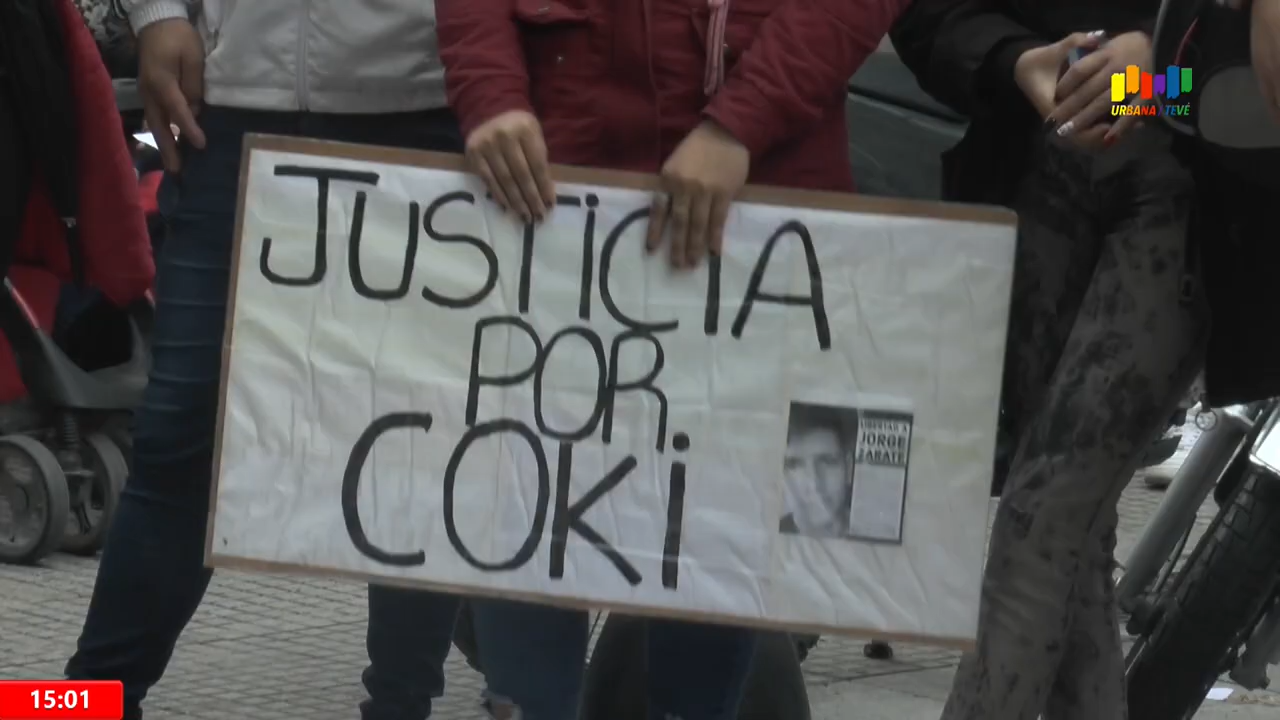 URBANA TEVÉ
JUSTICIA
POR
COKi
LIBERTAD A
JORGE
ZARATE
15:01